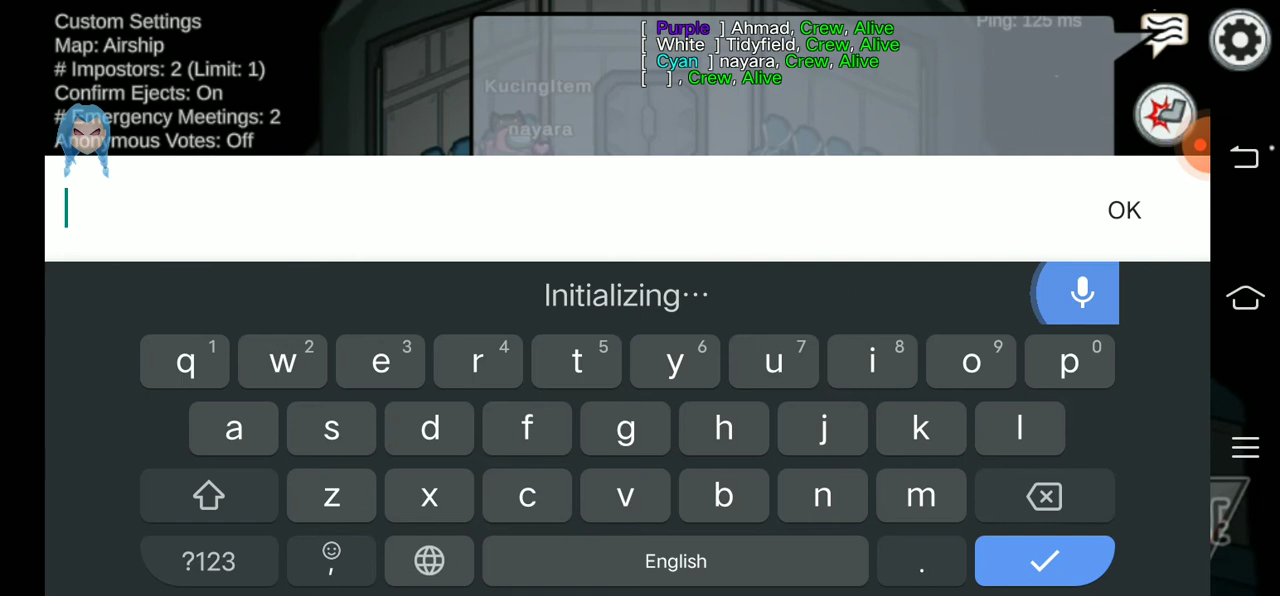 Custom Settings
Map: Airship
# Impostors: 2 (Limit: 1)
Confirm Ejects: On
# Emergency Meetings: 2
Anonymous Votes: Off
[ Purple ] Ahmad, Crew, Alive
[ White ] Tidyfield, Crew, Alive
[ Cyan ] nayara, Crew, Alive
[ ] , Crew, Alive
Ping: 125 ms
KucingItem
nayara
OK
Initializing···
q 1 w 2 e 3 r 4 t 5 y 6 u 7 i 8 o 9 p 0
a s d f g h j k l
z x c v b n m
?123 , English .